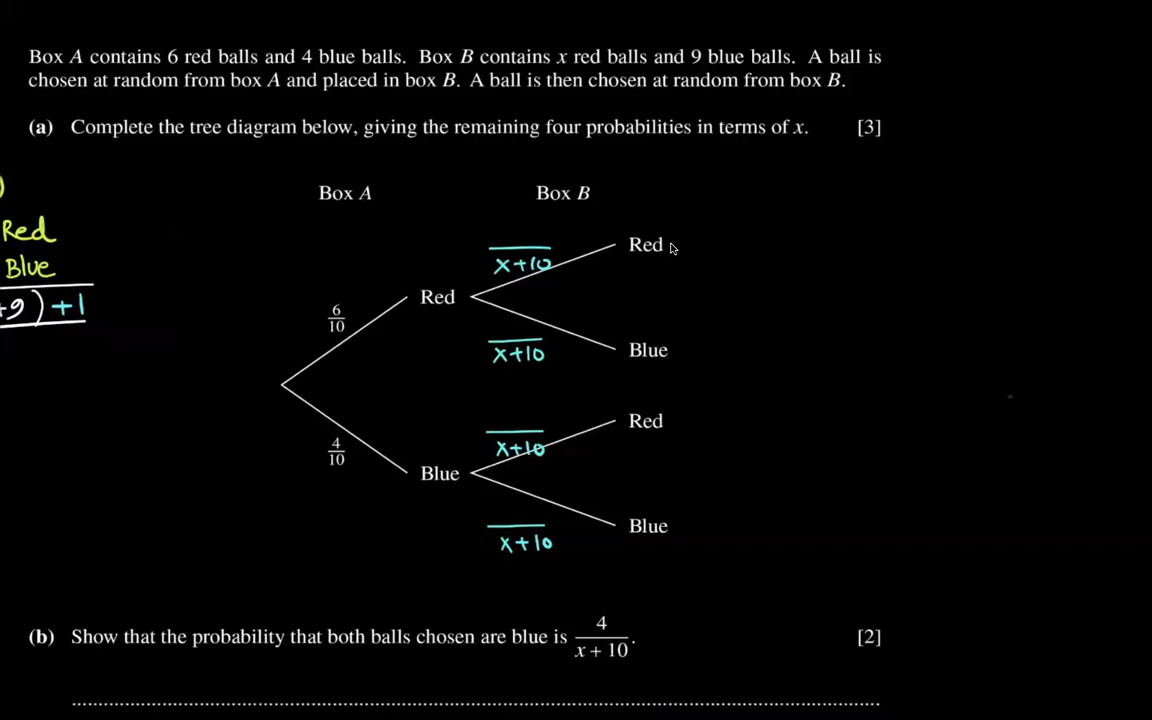 Box A contains 6 red balls and 4 blue balls. Box B contains x red balls and 9 blue balls. A ball is
chosen at random from box A and placed in box B. A ball is then chosen at random from box B.
(a) Complete the tree diagram below, giving the remaining four probabilities in terms of x. [3]
Box A Box B
)
Red
Blue
+9) +1
Red
x+10
6/10
Red
x+10
Blue
Red
x+10
4/10
Blue
Blue
x+10
(b) Show that the probability that both balls chosen are blue is 4/(x + 10). [2]